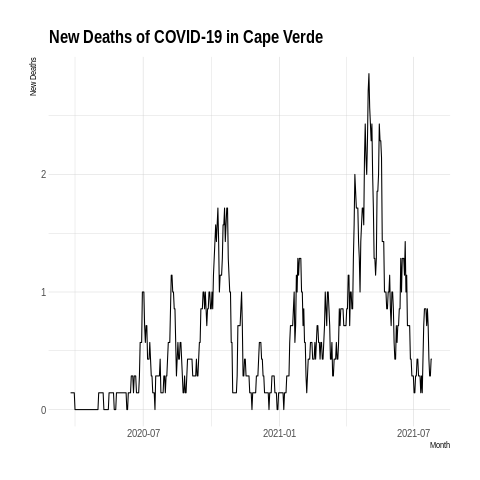 New Deaths of COVID-19 in Cape Verde
New Deaths
2
1
0
2020-07
2021-01
2021-07
Month